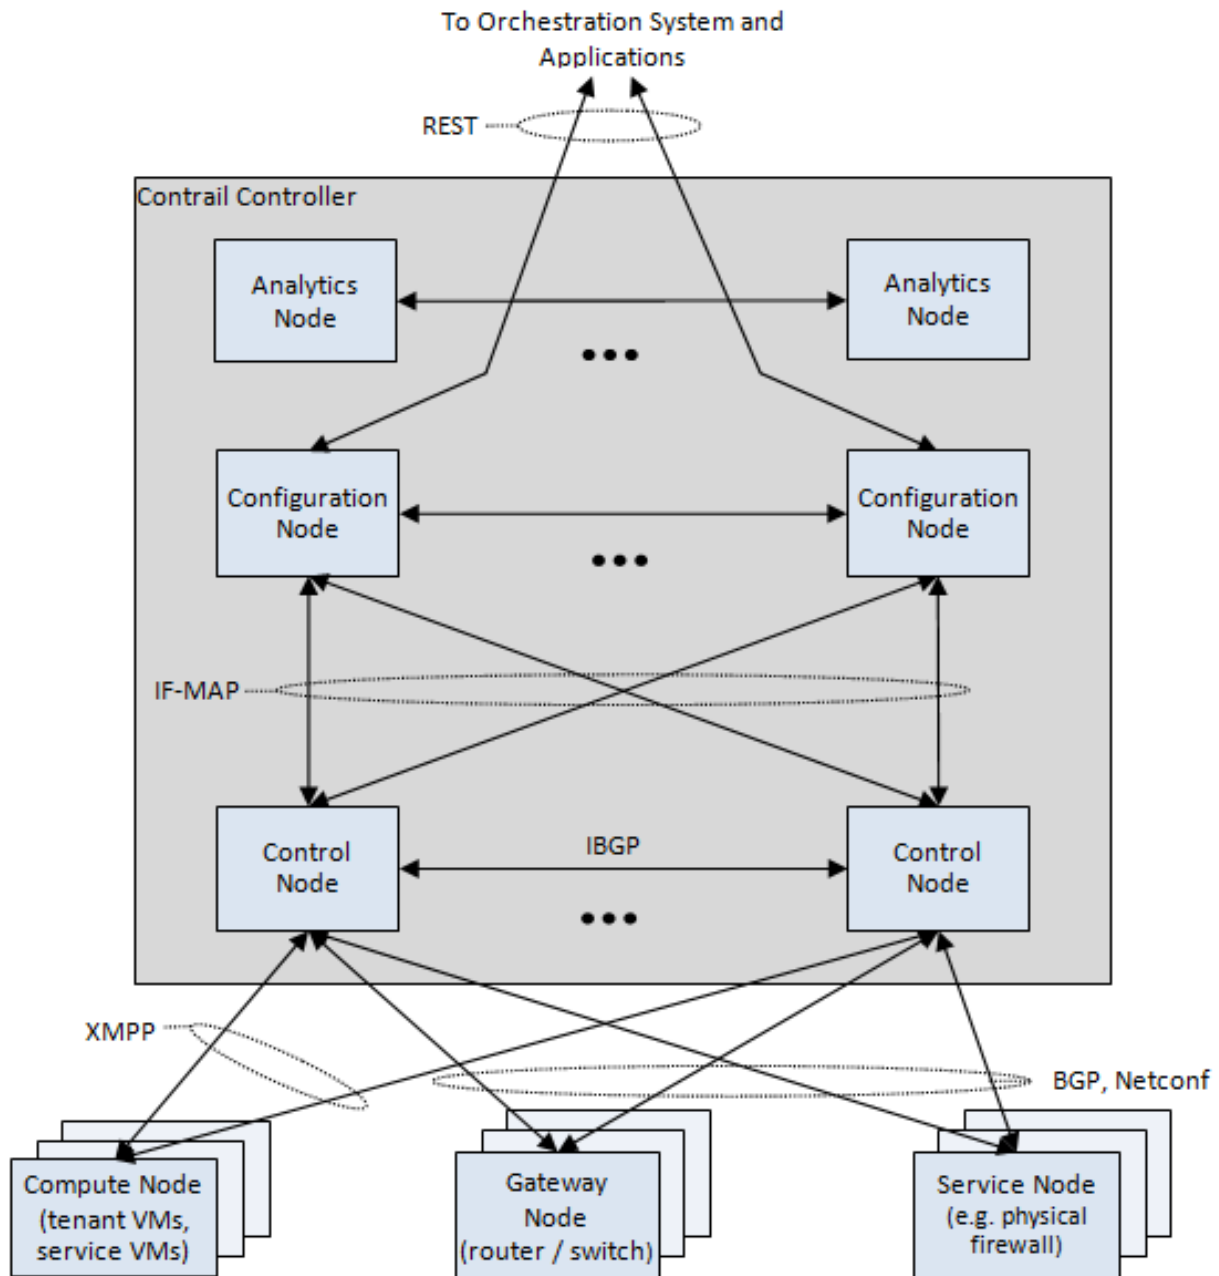 To Orchestration System and
Applications
REST
Contrail Controller
Analytics
Node
Analytics
Node
Configuration
Node
Configuration
Node
IF-MAP
Control
Node
IBGP
Control
Node
XMPP
BGP, Netconf
Compute Node
(tenant VMs,
service VMs)
Gateway
Node
(router / switch)
Service Node
(e.g. physical
firewall)